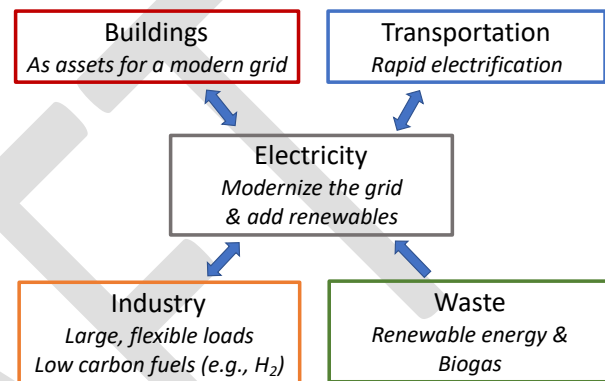 Buildings
As assets for a modern grid
Transportation
Rapid electrification
Electricity
Modernize the grid
& add renewables
Industry
Large, flexible loads
Low carbon fuels (e.g., H₂)
Waste
Renewable energy &
Biogas